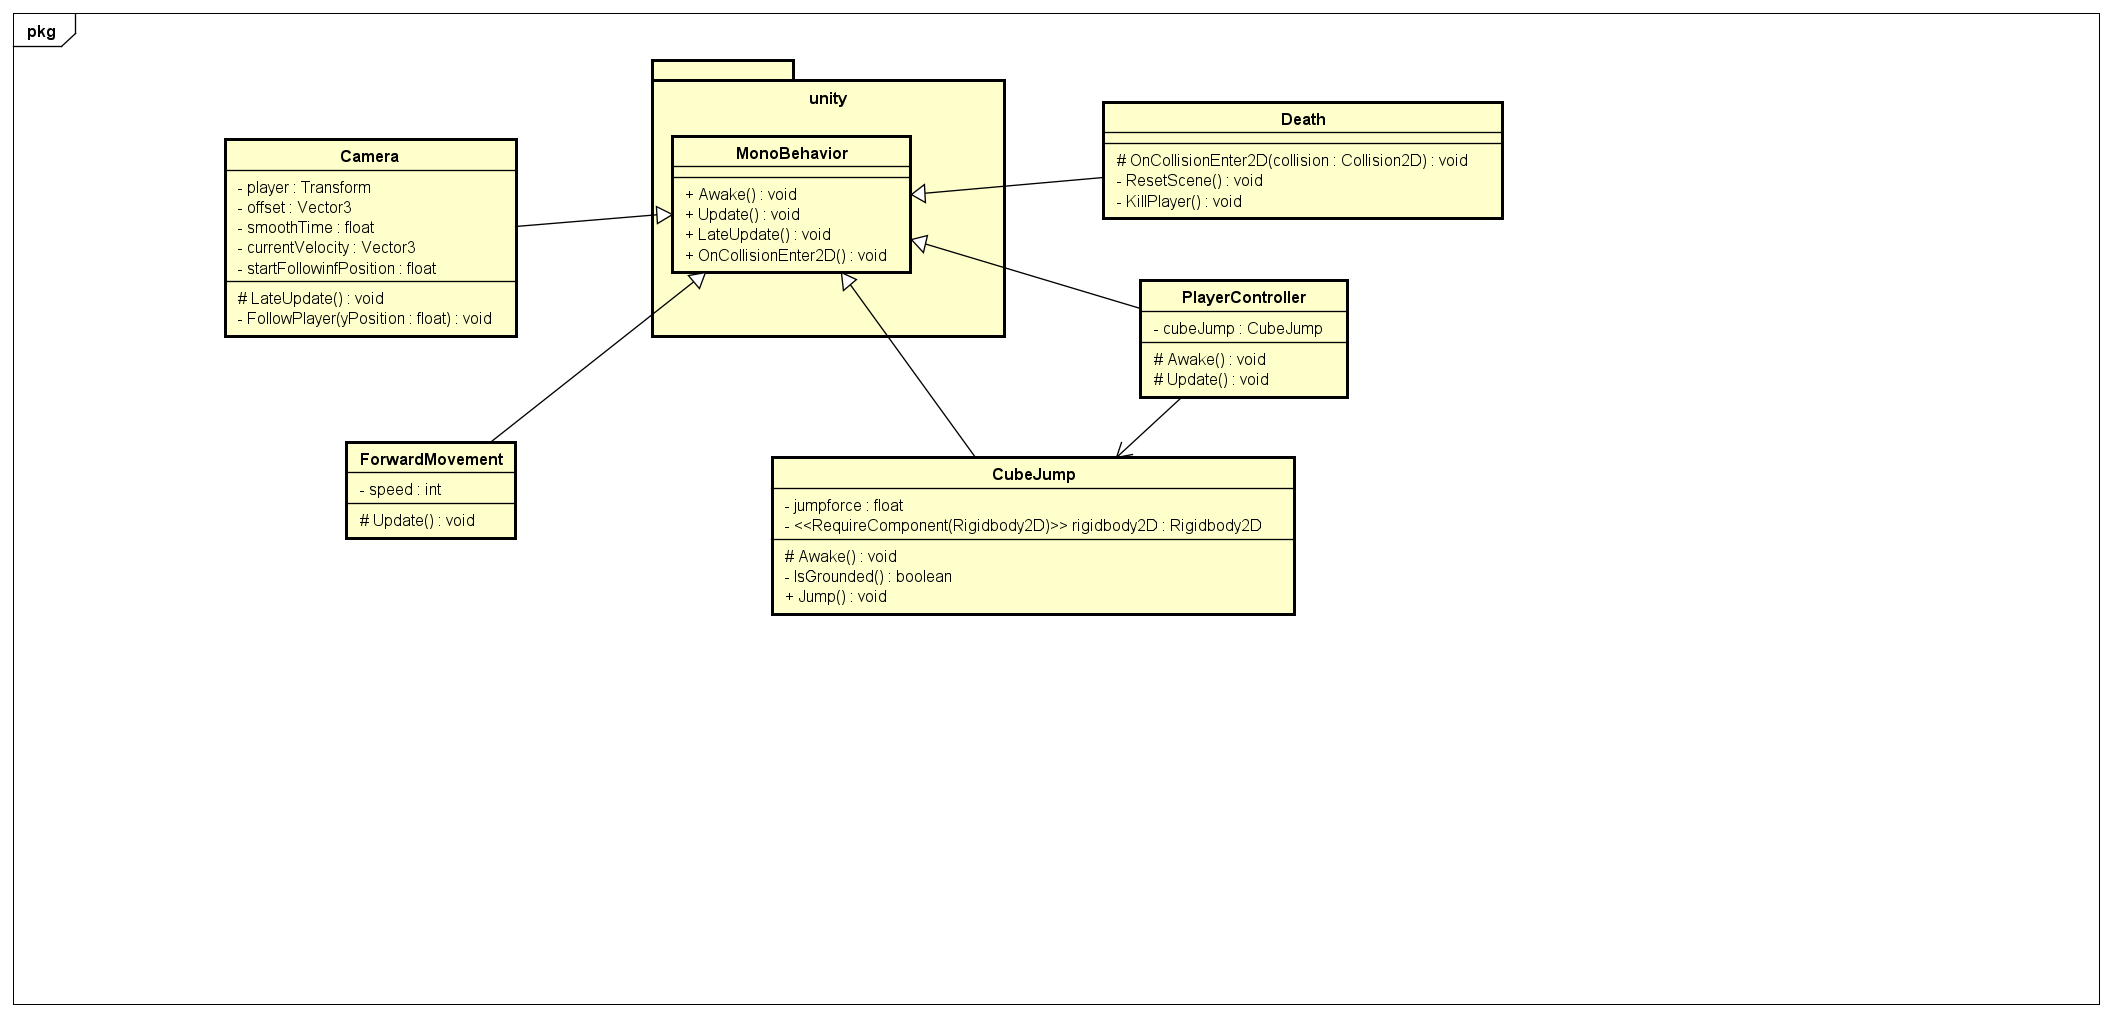 pkg
unity
MonoBehavior
+ Awake() : void
+ Update() : void
+ LateUpdate() : void
+ OnCollisionEnter2D() : void
Death
# OnCollisionEnter2D(collision : Collision2D) : void
- ResetScene() : void
- KillPlayer() : void
Camera
- player : Transform
- offset : Vector3
- smoothTime : float
- currentVelocity : Vector3
- startFollowinfPosition : float
# LateUpdate() : void
- FollowPlayer(yPosition : float) : void
PlayerController
- cubeJump : CubeJump
# Awake() : void
# Update() : void
ForwardMovement
- speed : int
# Update() : void
CubeJump
- jumpforce : float
- <<RequireComponent(Rigidbody2D)>> rigidbody2D : Rigidbody2D
# Awake() : void
- IsGrounded() : boolean
+ Jump() : void